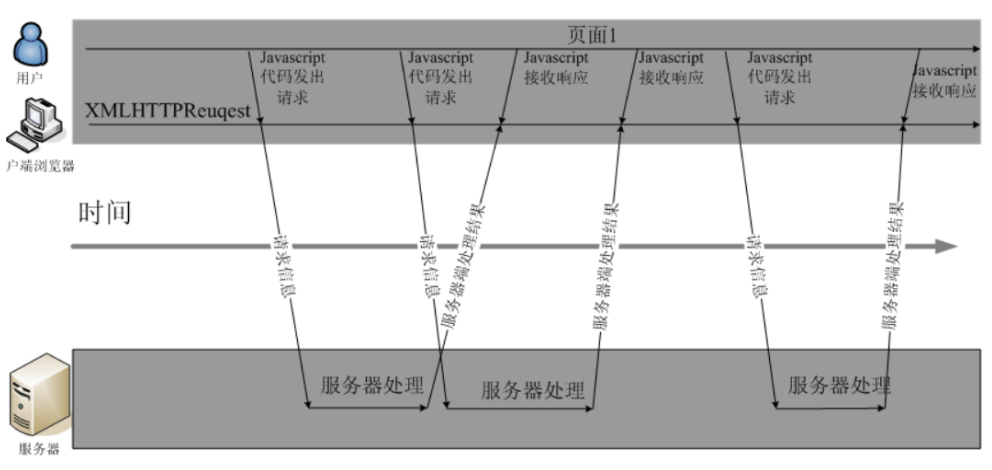 页面1
用户
Javascript
代码发出
请求
Javascript
代码发出
请求
Javascript
接收响应
Javascript
接收响应
Javascript
代码发出
请求
Javascript
接收响应
XMLHTTPReuqest
户端浏览器
时间
请求信息
请求信息
服务器端处理结果
服务器端处理结果
请求信息
服务器端处理结果
服务器处理
服务器处理
服务器处理
服务器